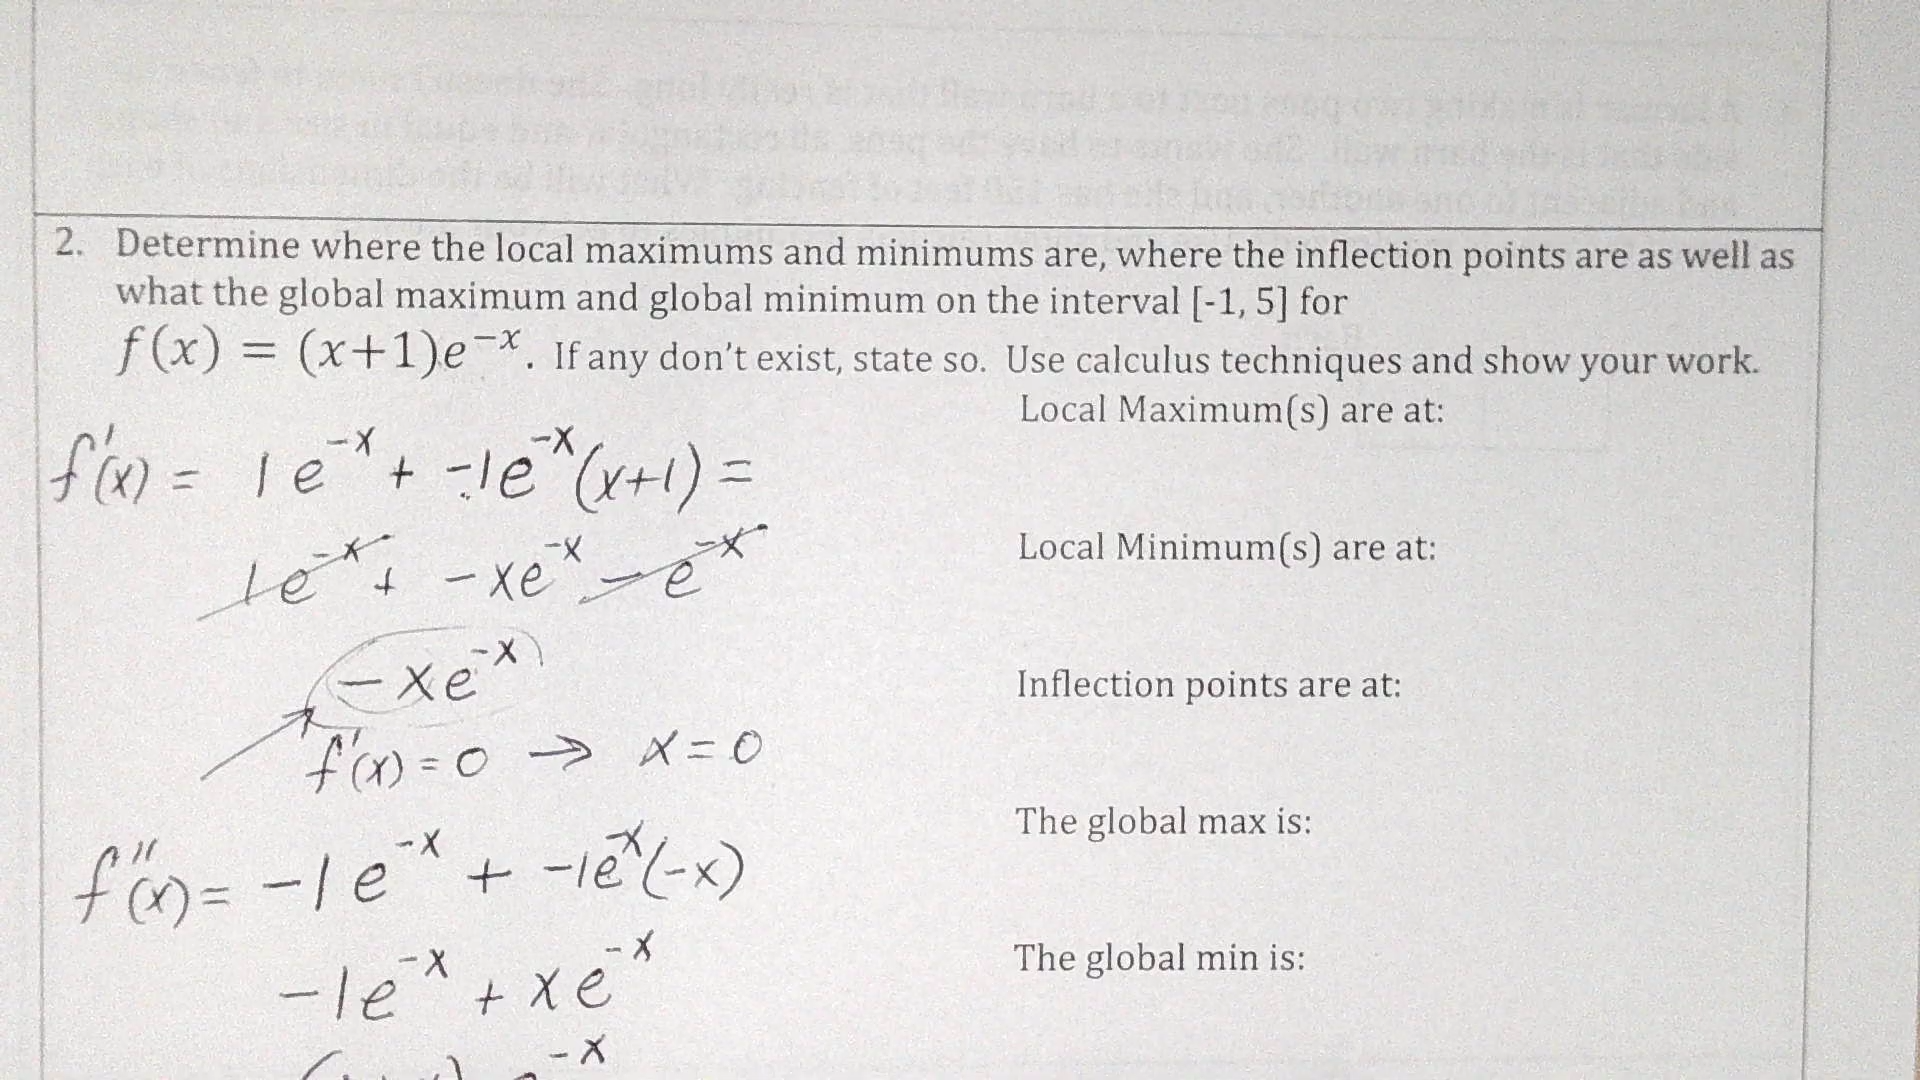 2. Determine where the local maximums and minimums are, where the inflection points are as well as
what the global maximum and global minimum on the interval [-1, 5] for
f(x) = (x+1)e^{-x}. If any don't exist, state so. Use calculus techniques and show your work.
Local Maximum(s) are at:
f'(x) = 1e^{-x} + -1e^{-x}(x+1) =
Local Minimum(s) are at:
1e^{-x} + -xe^{-x} - e^{-x}
-xe^{-x}
Inflection points are at:
f'(x) = 0 → x = 0
The global max is:
f''(x) = -1e^{-x} + -1e^{-x}(-x)
The global min is:
-1e^{-x} + xe^{-x}